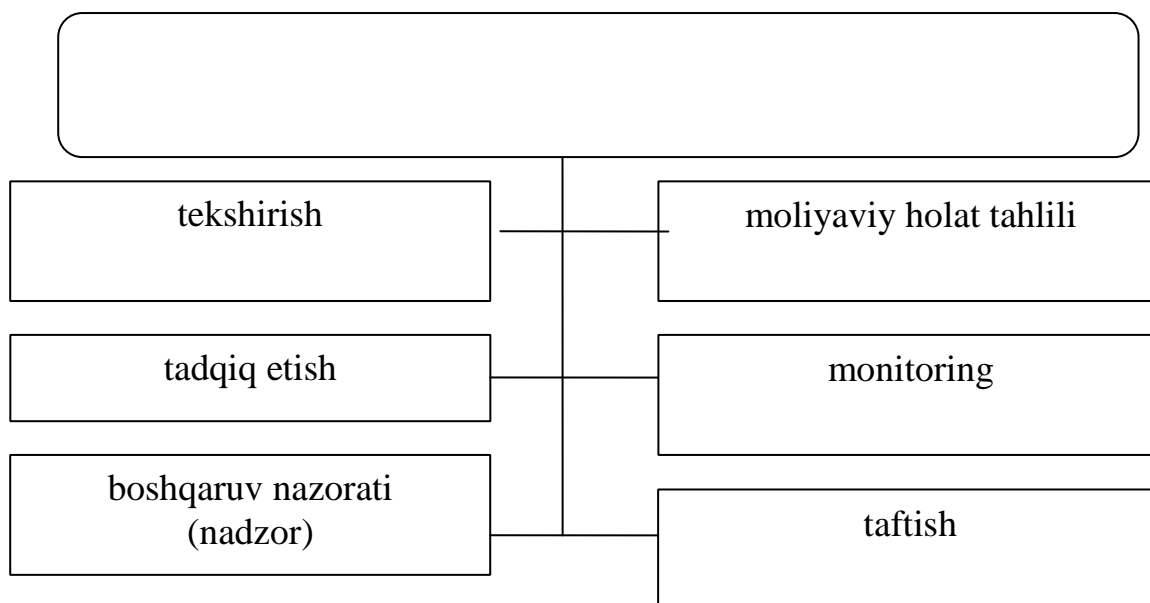 tekshirish
moliyaviy holat tahlili
tadqiq etish
monitoring
boshqaruv nazorati
(nadzor)
taftish